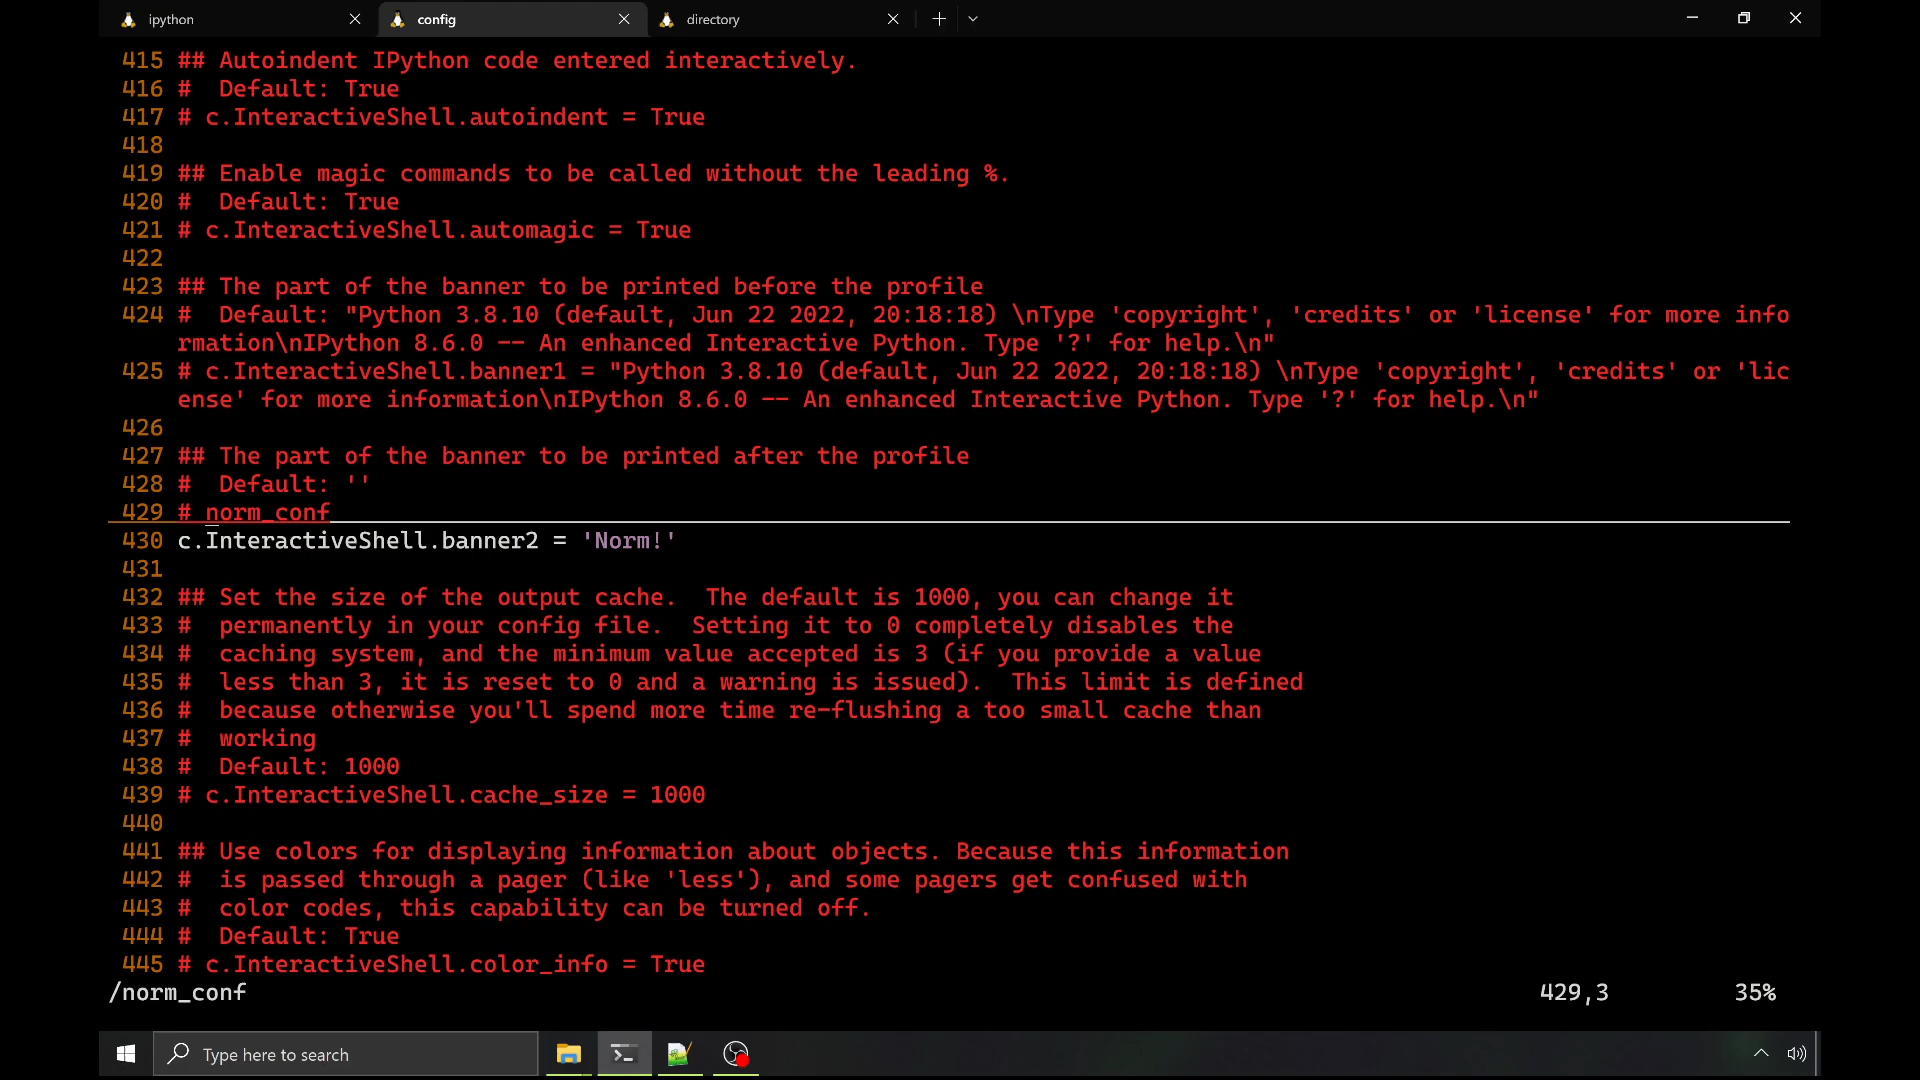 ipython
config
directory
415 ## Autoindent IPython code entered interactively.
416 #  Default: True
417 # c.InteractiveShell.autoindent = True
418
419 ## Enable magic commands to be called without the leading %.
420 #  Default: True
421 # c.InteractiveShell.automagic = True
422
423 ## The part of the banner to be printed before the profile
424 #  Default: "Python 3.8.10 (default, Jun 22 2022, 20:18:18) \nType 'copyright', 'credits' or 'license' for more info
rmation\nIPython 8.6.0 -- An enhanced Interactive Python. Type '?' for help.\n"
425 # c.InteractiveShell.banner1 = "Python 3.8.10 (default, Jun 22 2022, 20:18:18) \nType 'copyright', 'credits' or 'lic
ense' for more information\nIPython 8.6.0 -- An enhanced Interactive Python. Type '?' for help.\n"
426
427 ## The part of the banner to be printed after the profile
428 #  Default: ''
429 # norm_conf
430 c.InteractiveShell.banner2 = 'Norm!'
431
432 ## Set the size of the output cache.  The default is 1000, you can change it
433 #  permanently in your config file.  Setting it to 0 completely disables the
434 #  caching system, and the minimum value accepted is 3 (if you provide a value
435 #  less than 3, it is reset to 0 and a warning is issued).  This limit is defined
436 #  because otherwise you'll spend more time re-flushing a too small cache than
437 #  working
438 #  Default: 1000
439 # c.InteractiveShell.cache_size = 1000
440
441 ## Use colors for displaying information about objects. Because this information
442 #  is passed through a pager (like 'less'), and some pagers get confused with
443 #  color codes, this capability can be turned off.
444 #  Default: True
445 # c.InteractiveShell.color_info = True
/norm_conf 429,3 35%
Type here to search